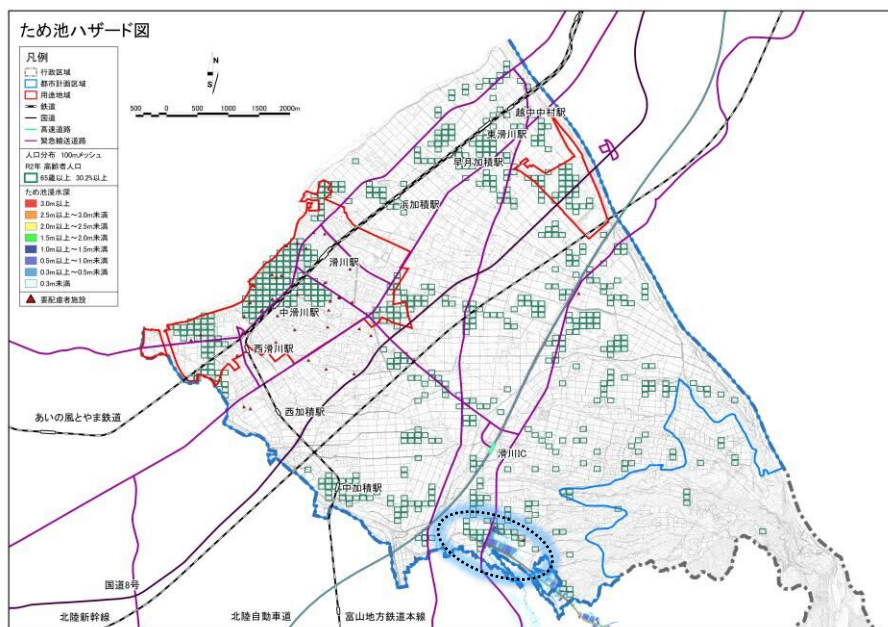 ため池ハザード図
凡例
行政区域
都市計画区域
用途地域
鉄道
国道
高速道路
緊急輸送道路
人口分布 100mメッシュ
R2年 高齢者人口
65歳以上 30.2%以上
ため池浸水深
3.0m以上
2.5m以上～3.0m未満
2.0m以上～2.5m未満
1.5m以上～2.0m未満
1.0m以上～1.5m未満
0.5m以上～1.0m未満
0.3m以上～0.5m未満
0.3m未満
要配慮者施設
N
S
500 0 500 1000 1500 2000m
越中中村駅
東滑川駅
早月加積駅
浜加積駅
滑川駅
中滑川駅
西滑川駅
西加積駅
あいの風とやま鉄道
滑川IC
中加積駅
国道8号
北陸新幹線
北陸自動車道
富山地方鉄道本線